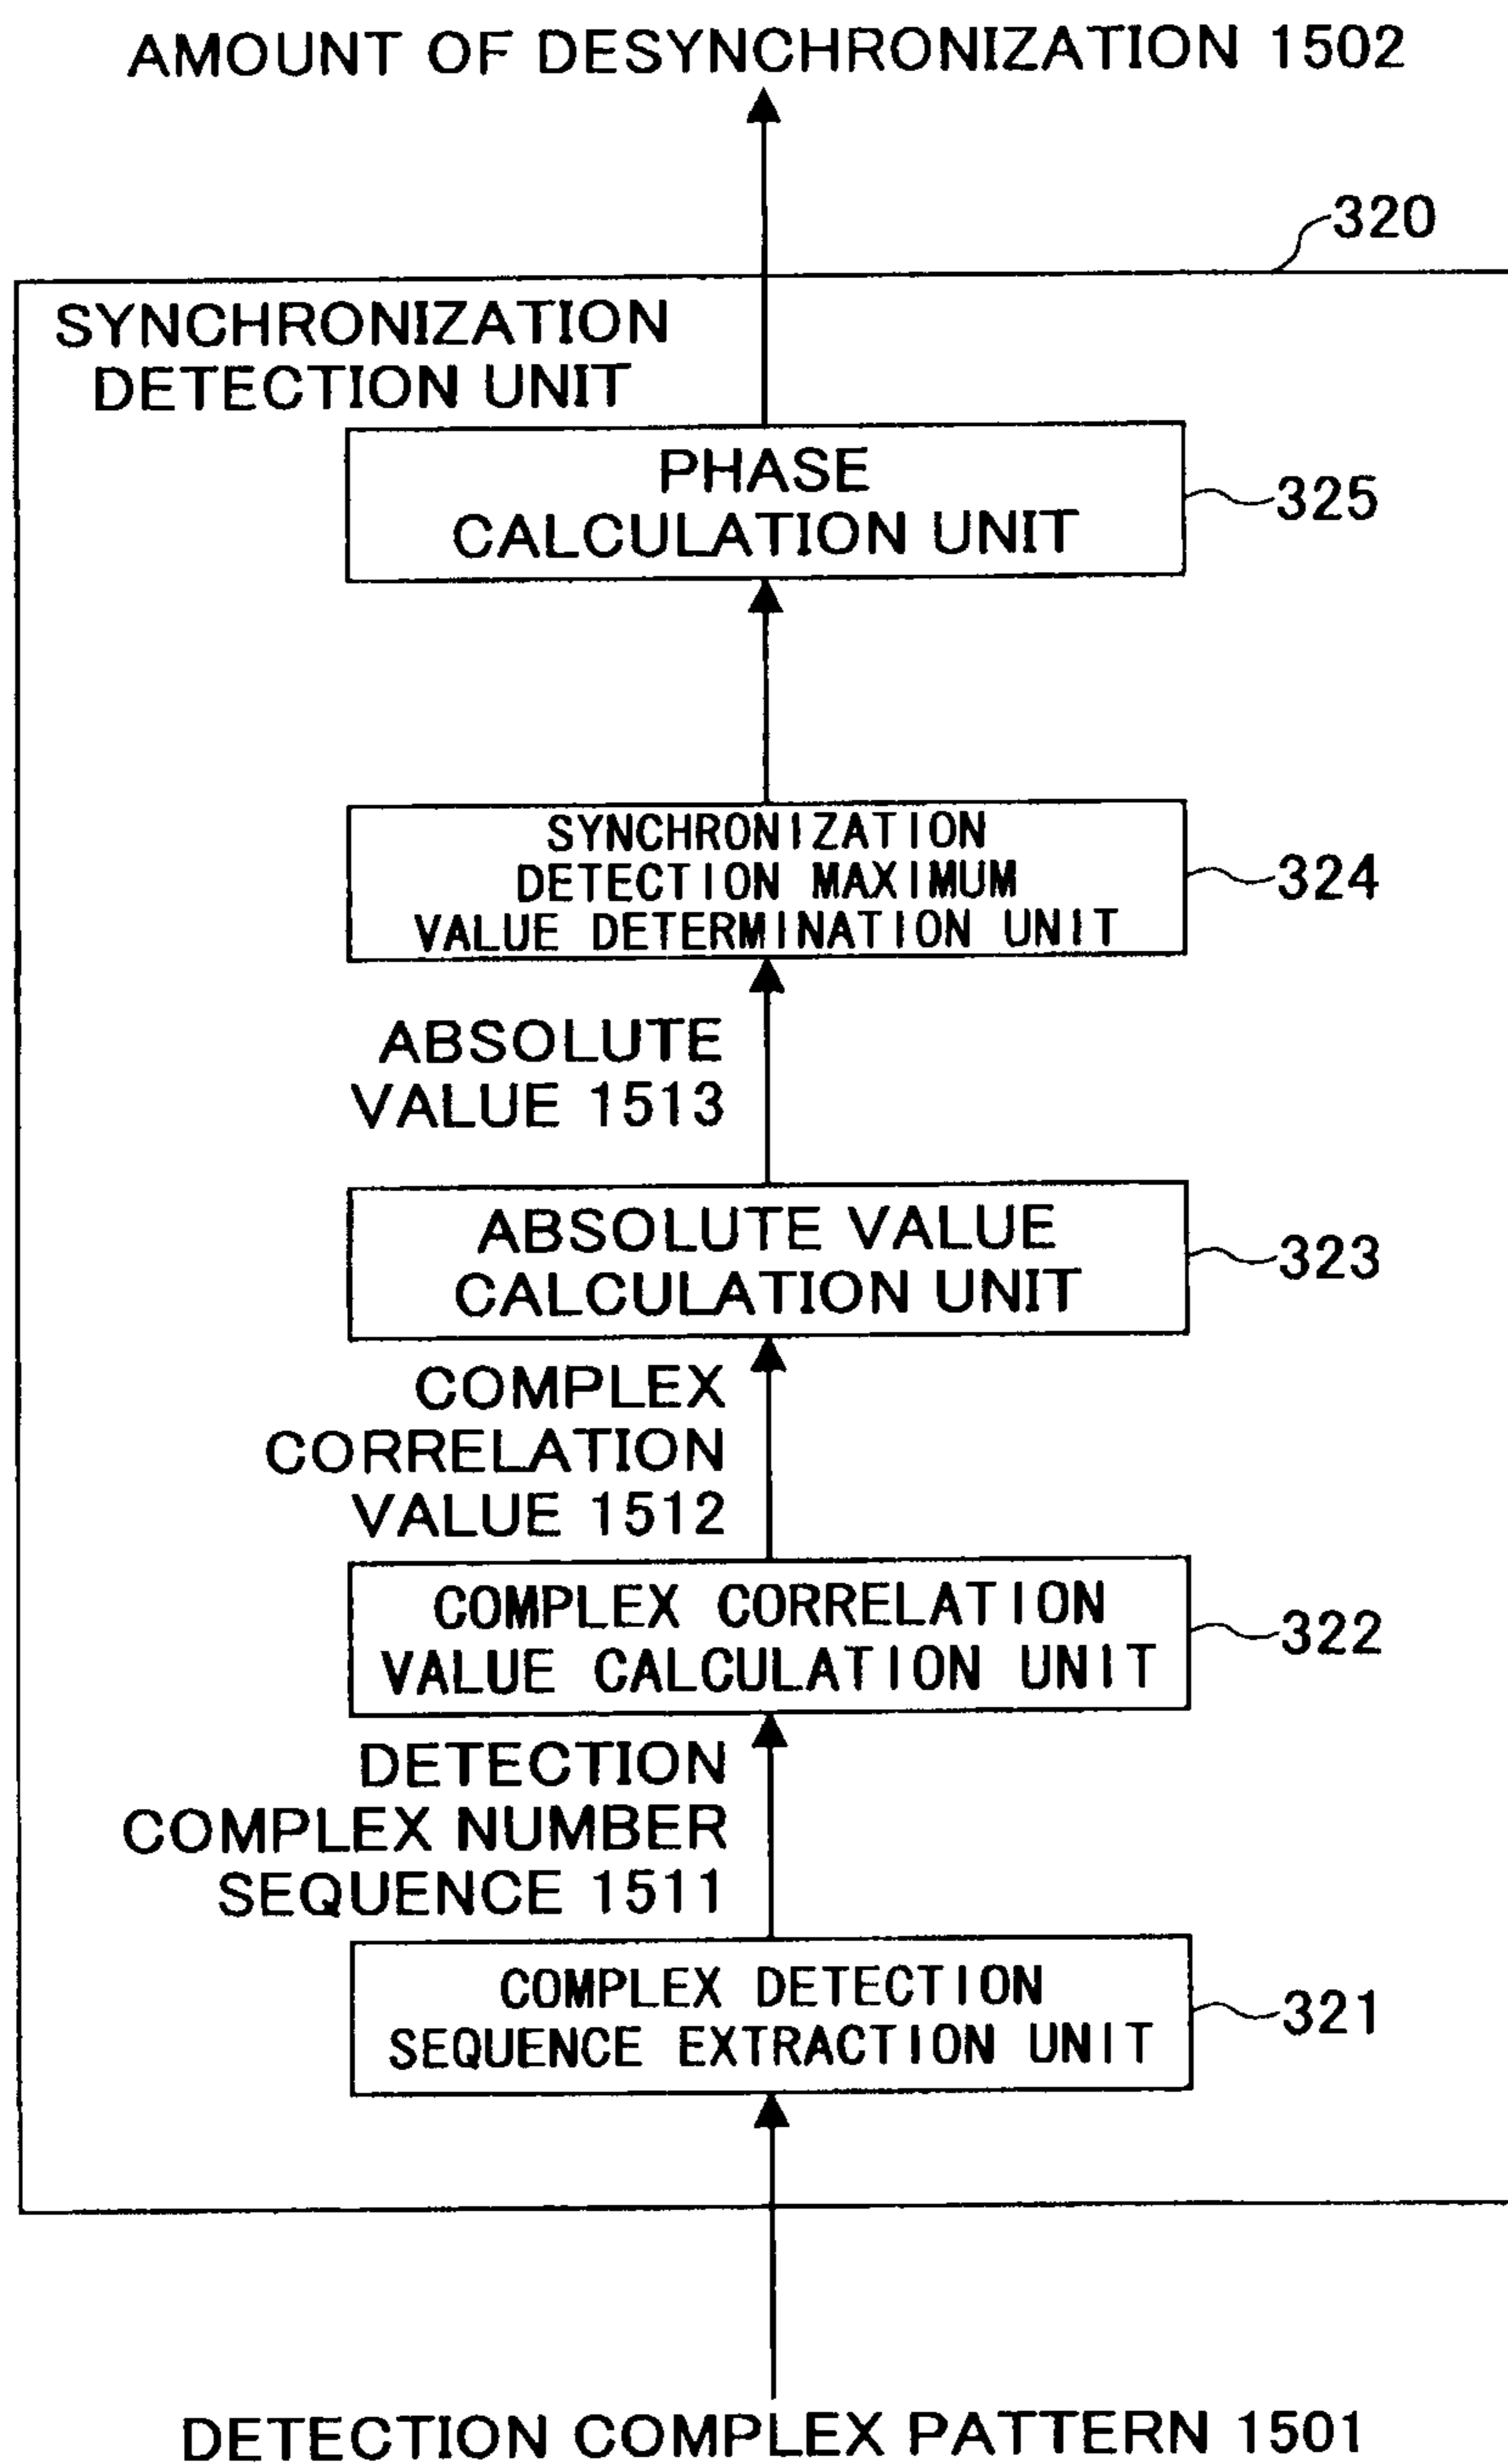 AMOUNT OF DESYNCHRONIZATION 1502
320
SYNCHRONIZATION
DETECTION UNIT
PHASE
CALCULATION UNIT
325
SYNCHRONIZATION
DETECTION MAXIMUM
VALUE DETERMINATION UNIT
324
ABSOLUTE
VALUE 1513
ABSOLUTE VALUE
CALCULATION UNIT
323
COMPLEX
CORRELATION
VALUE 1512
COMPLEX CORRELATION
VALUE CALCULATION UNIT
322
DETECTION
COMPLEX NUMBER
SEQUENCE 1511
COMPLEX DETECTION
SEQUENCE EXTRACTION UNIT
321
DETECTION COMPLEX PATTERN 1501